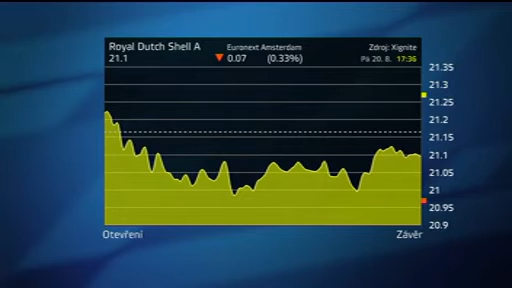 Royal Dutch Shell A
Euronext Amsterdam
Zdroj: Xignite
21.1
0.07
(0.33%)
Pá 20. 8. 17:36
21.35
21.3
21.25
21.2
21.15
21.1
21.05
21
20.95
20.9
Otevření
Závěr